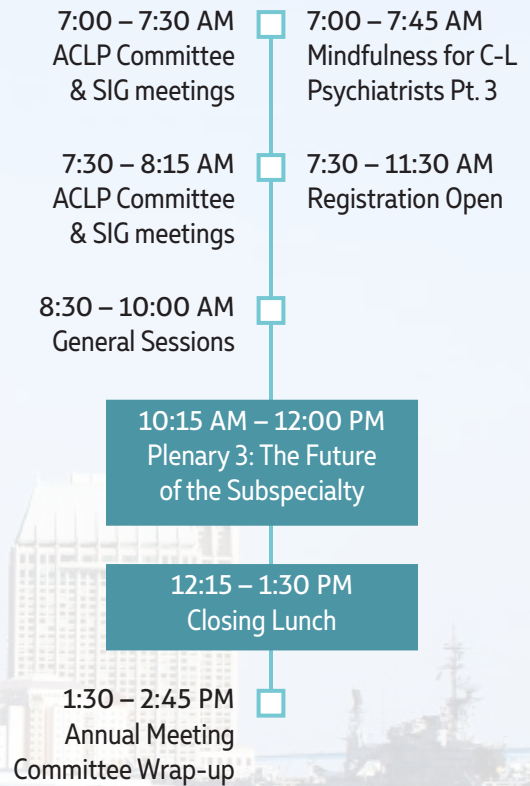 7:00 – 7:30 AM
ACLP Committee
& SIG meetings
7:00 – 7:45 AM
Mindfulness for C-L
Psychiatrists Pt. 3
7:30 – 8:15 AM
ACLP Committee
& SIG meetings
7:30 – 11:30 AM
Registration Open
8:30 – 10:00 AM
General Sessions
10:15 AM – 12:00 PM
Plenary 3: The Future
of the Subspecialty
12:15 – 1:30 PM
Closing Lunch
1:30 – 2:45 PM
Annual Meeting
Committee Wrap-up